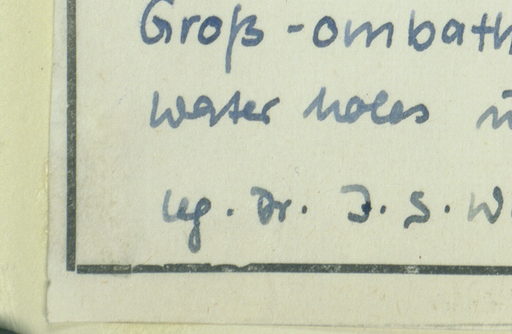 Groß-ombath
water holes
leg. Dr. J. S. W